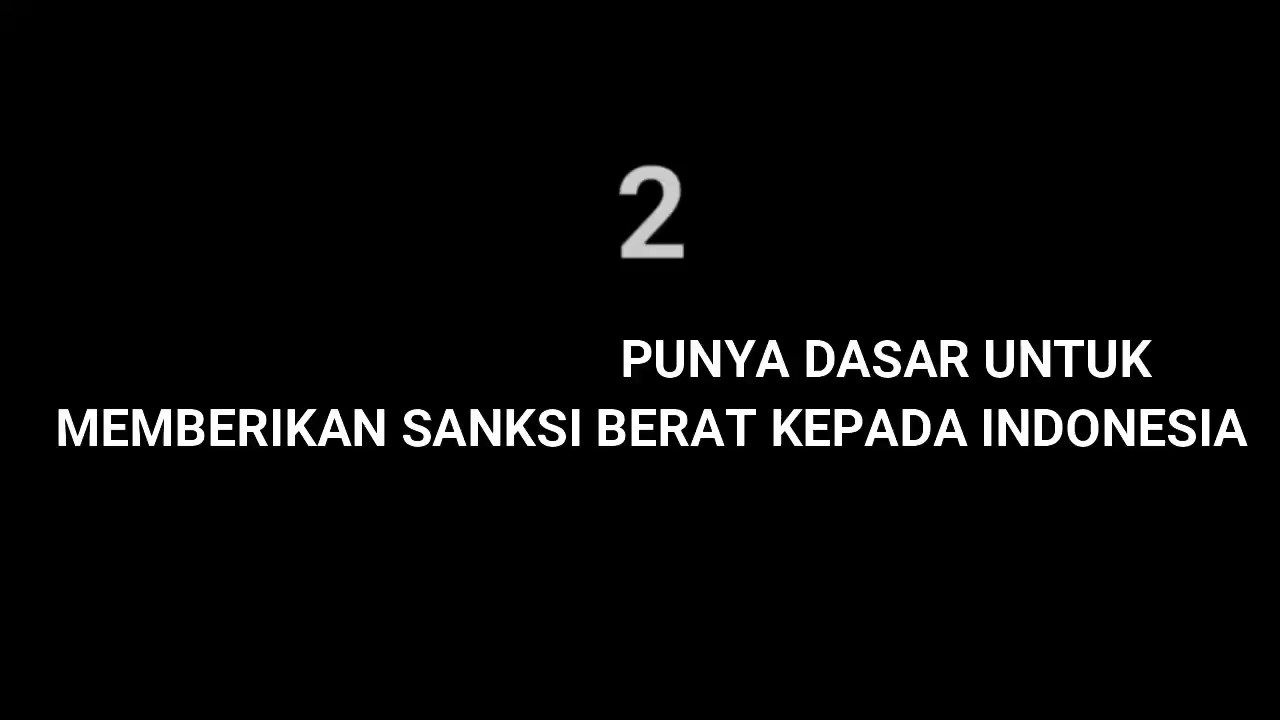 2
PUNYA DASAR UNTUK
MEMBERIKAN SANKSI BERAT KEPADA INDONESIA